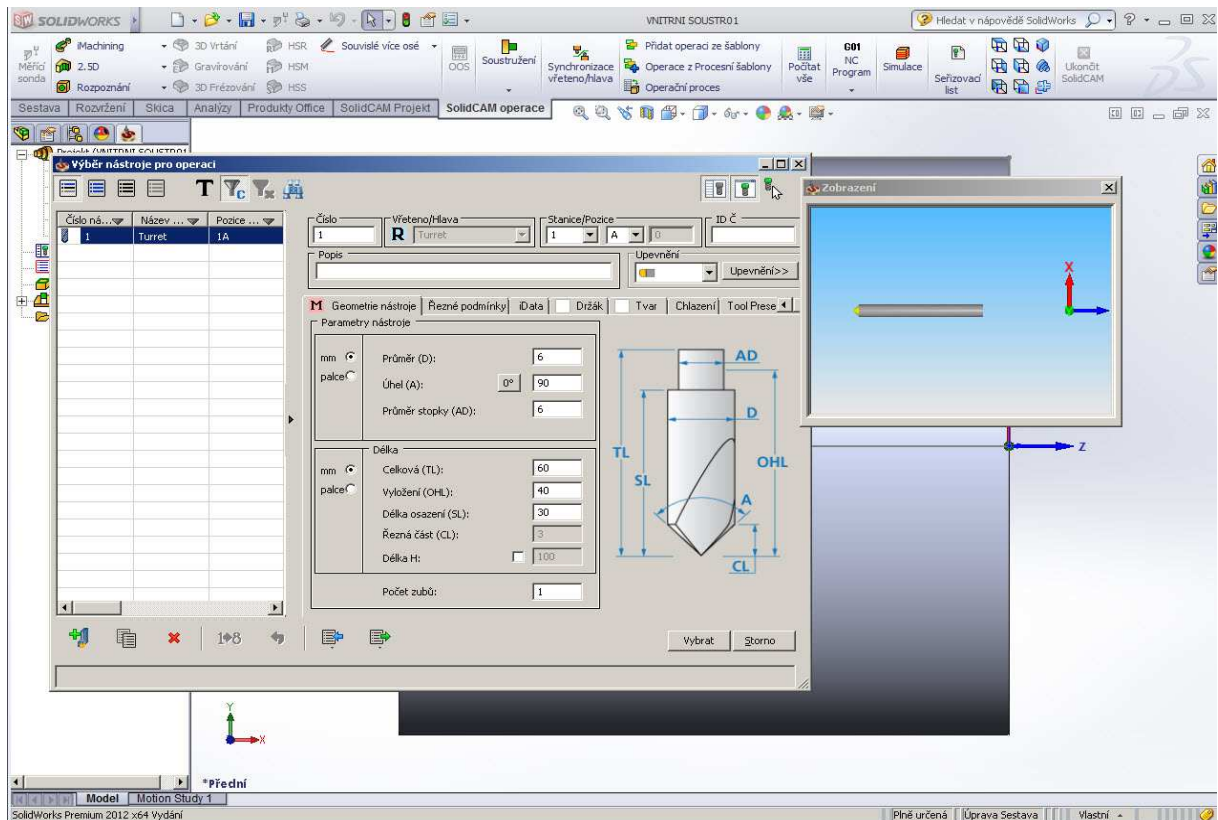 SOLIDWORKS
VNITRNI SOUSTR01
Hledat v nápovědě SolidWorks
Měřící sonda
iMachining
2.5D
Rozpoznání
3D Vrtání
Gravírování
3D Frézování
HSR
HSM
HSS
Souvislé více osé
OOS
Soustružení
Synchronizace vřeteno/hlava
Přidat operaci ze šablony
Operace z Procesní šablony
Operační proces
Počítat vše
G01
NC Program
Simulace
Seřizovací list
Ukončit SolidCAM
Sestava
Rozvržení
Skica
Analýzy
Produkty Office
SolidCAM Projekt
SolidCAM operace
Projekt (VNITRNI SOUSTR01
Výběr nástroje pro operaci
T
Číslo ná...
Název ...
Pozice ...
1
Turret
1A
Číslo
1
Vřeteno/Hlava
R
Turret
Stanice/Pozice
1
A
0
ID Č
Popis
Upevnění
Upevnění>>
M Geometrie nástroje
Řezné podmínky
iData
Držák
Tvar
Chlazení
Tool Prese
Parametry nástroje
mm
palce
Průměr (D):
6
Úhel (A):
0°
90
Průměr stopky (AD):
6
Délka
mm
palce
Celková (TL):
60
Vyložení (OHL):
40
Délka osazení (SL):
30
Řezná část (CL):
3
Délka H:
100
Počet zubů:
1
AD
D
TL
SL
OHL
A
CL
Vybrat
Storno
Zobrazení
X
Z
Y
X
*Přední
Model
Motion Study 1
SolidWorks Premium 2012 x64 Vydání
Plně určená
Úprava Sestava
Vlastní